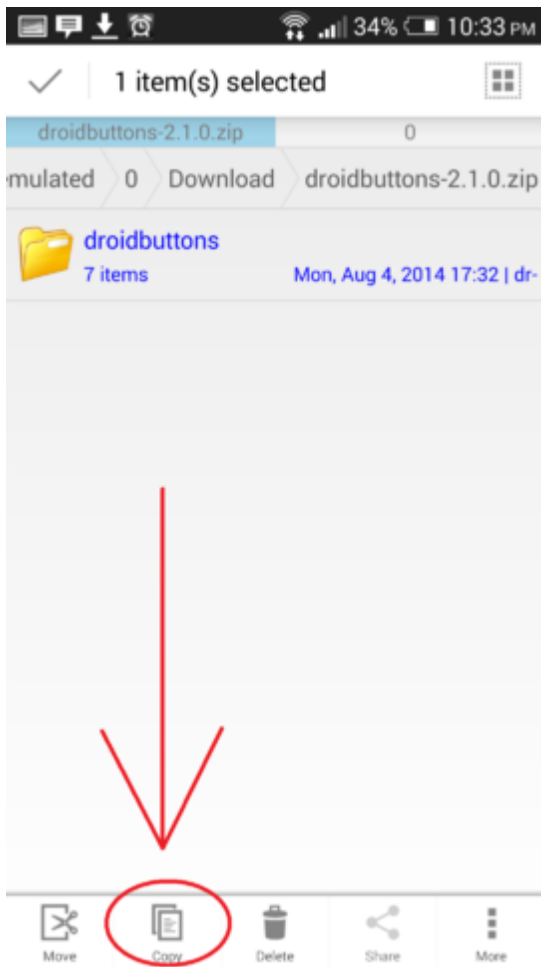 34% 10:33 PM
1 item(s) selected
droidbuttons-2.1.0.zip 0
emulated 0 Download droidbuttons-2.1.0.zip
droidbuttons
7 items Mon, Aug 4, 2014 17:32 | dr-
Move Copy Delete Share More